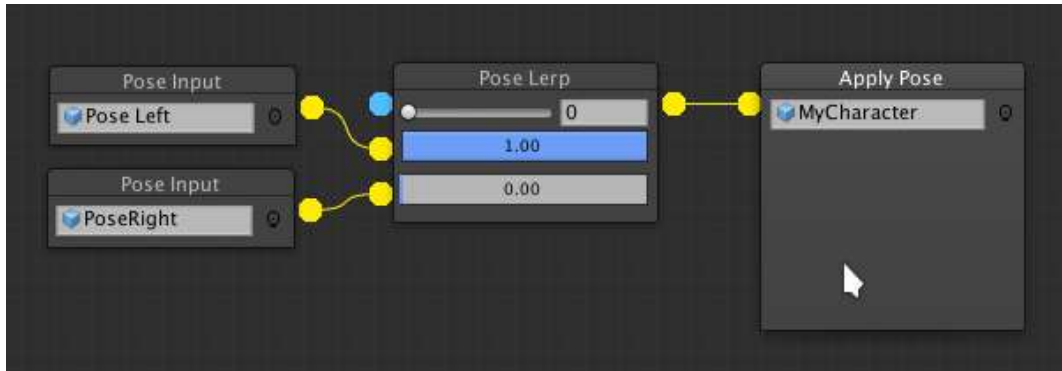 Pose Input
Pose Left
Pose Input
PoseRight
Pose Lerp
0
1.00
0.00
Apply Pose
MyCharacter